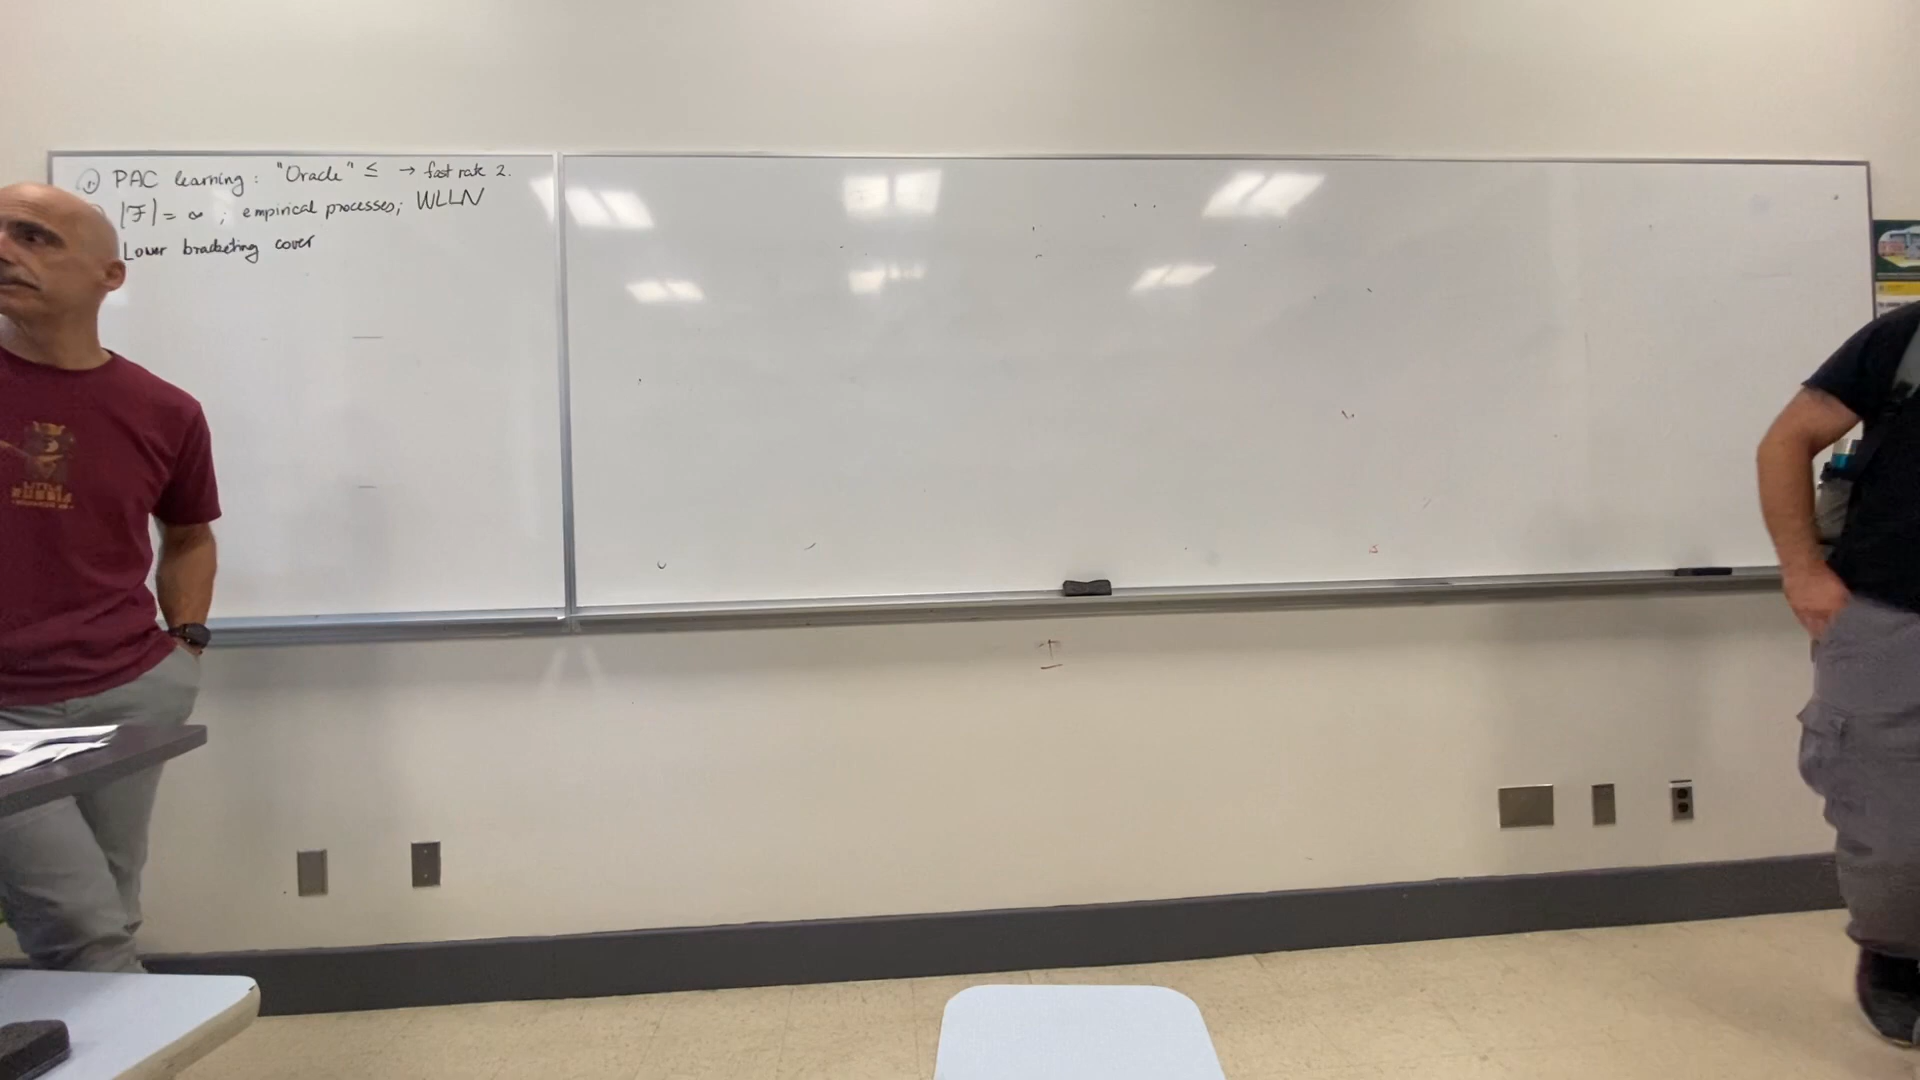 1. PAC learning: "Oracle" ≤ → fast rate 2.
|F| = ∞ ; empirical processes; WLLN
Lower bracketing cover